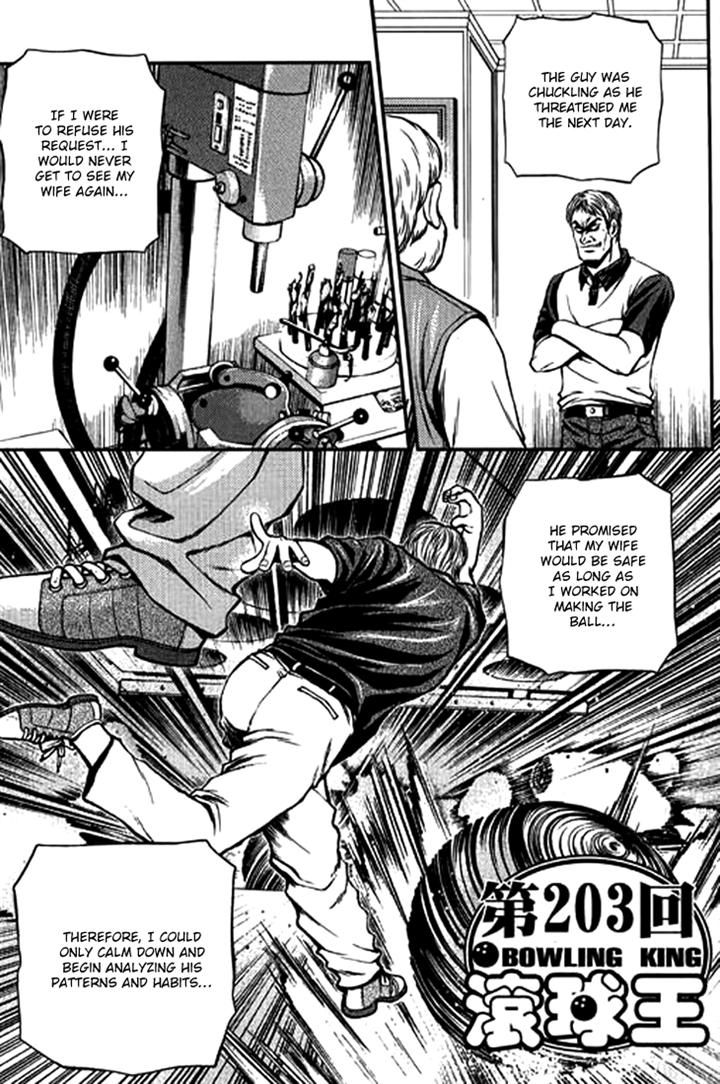 THE GUY WAS
CHUCKLING AS HE
THREATENED ME
THE NEXT DAY.
IF I WERE
TO REFUSE HIS
REQUEST... I
WOULD NEVER
GET TO SEE MY
WIFE AGAIN...
HE PROMISED
THAT MY WIFE
WOULD BE SAFE
AS LONG AS
I WORKED ON
MAKING THE
BALL...
THEREFORE, I COULD
ONLY CALM DOWN AND
BEGIN ANALYZING HIS
PATTERNS AND HABITS...
第203回
BOWLING KING
滾球王